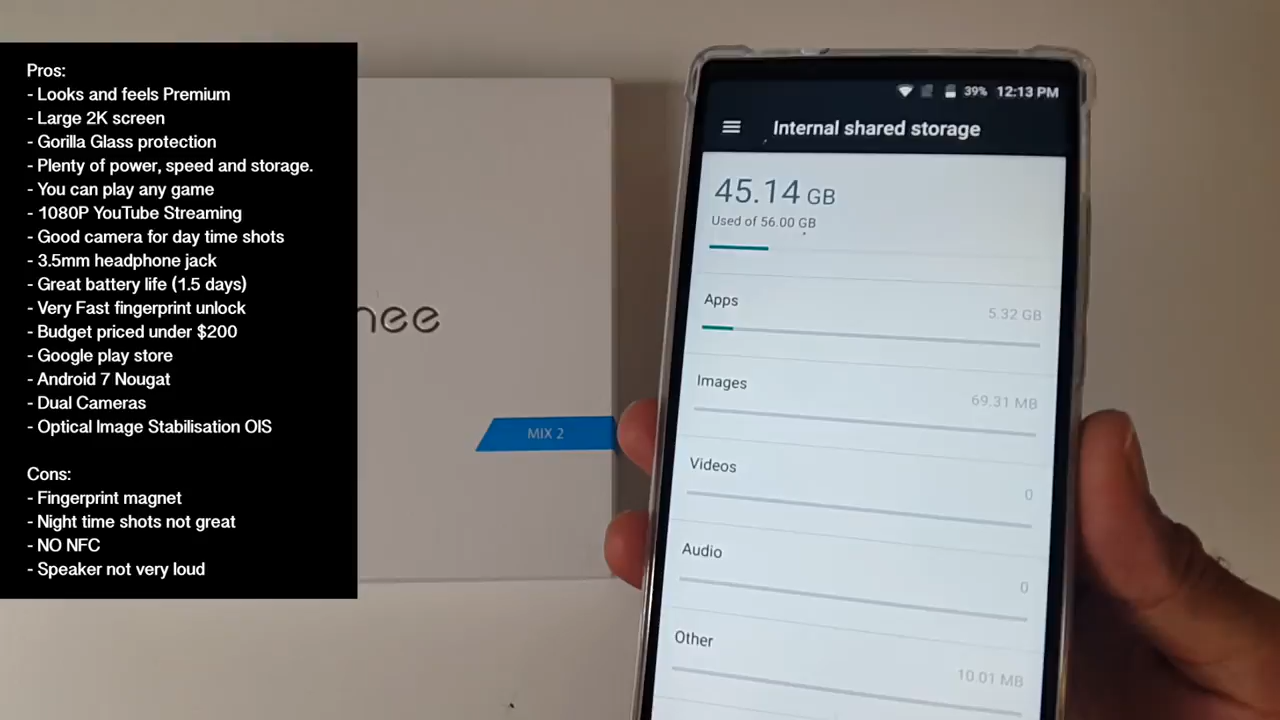 Pros:
- Looks and feels Premium
- Large 2K screen
- Gorilla Glass protection
- Plenty of power, speed and storage.
- You can play any game
- 1080P YouTube Streaming
- Good camera for day time shots
- 3.5mm headphone jack
- Great battery life (1.5 days)
- Very Fast fingerprint unlock
- Budget priced under $200
- Google play store
- Android 7 Nougat
- Dual Cameras
- Optical Image Stabilisation OIS
Cons:
- Fingerprint magnet
- Night time shots not great
- NO NFC
- Speaker not very loud
nee
MIX 2
39% 12:13 PM
Internal shared storage
45.14 GB
Used of 56.00 GB
Apps 5.32 GB
Images 69.31 MB
Videos 0
Audio 0
Other 10.01 MB